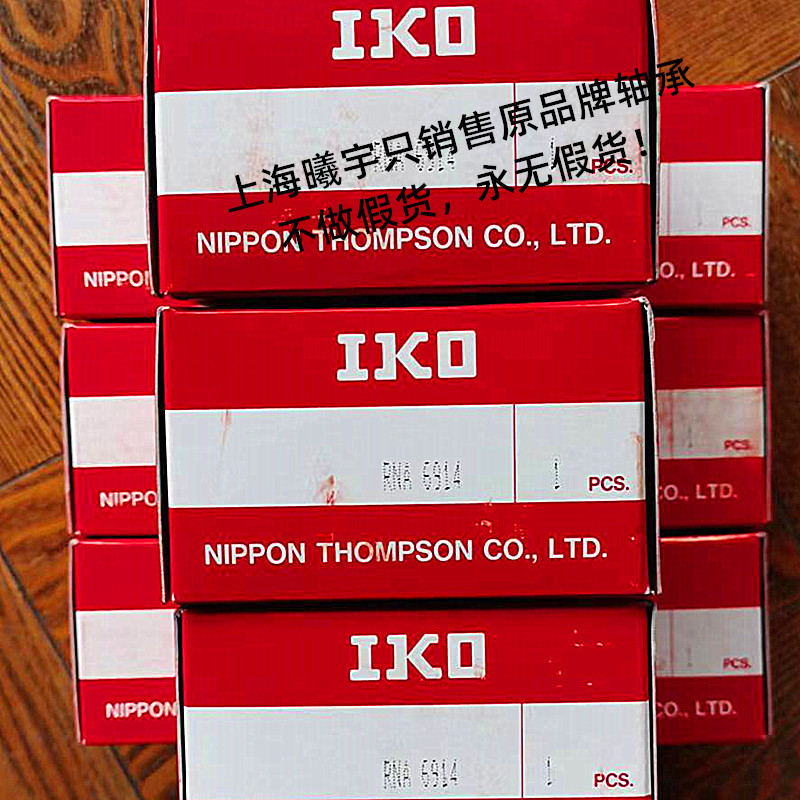 IKO
上海曦宇只销售原品牌轴承
不做假货，永无假货！
1 PCS.
NIPPON THOMPSON CO., LTD.
PCS.
NIPPO
O., LTD.
IKO
RNA 6914 1 PCS.
NIPPON THOMPSON CO., LTD.
PCS.
NIPPO
O., LTD.
IKO
RNA 6914 1 PCS.
PCS.
NIPPON
O., LTD.